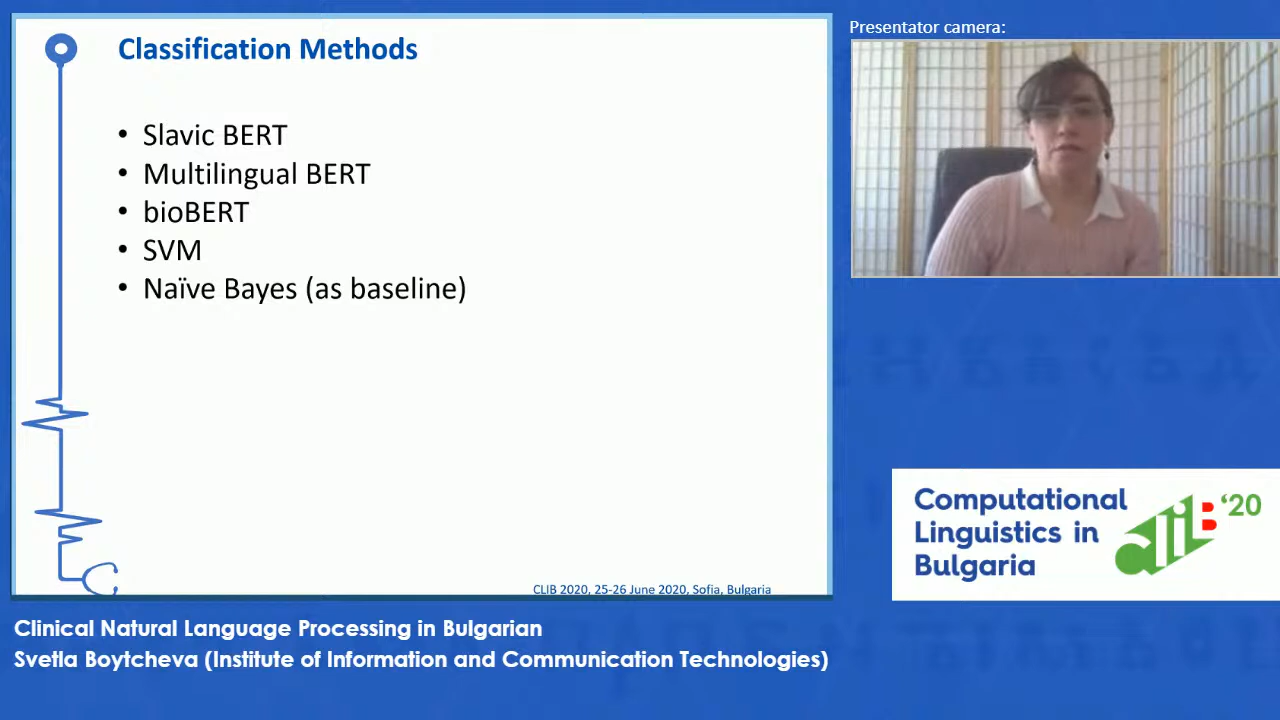 Classification Methods
• Slavic BERT
• Multilingual BERT
• bioBERT
• SVM
• Naïve Bayes (as baseline)
CLIB 2020, 25-26 June 2020, Sofia, Bulgaria
Presentator camera:
Computational
Linguistics in
Bulgaria
CLIB '20
Clinical Natural Language Processing in Bulgarian
Svetla Boytcheva (Institute of Information and Communication Technologies)